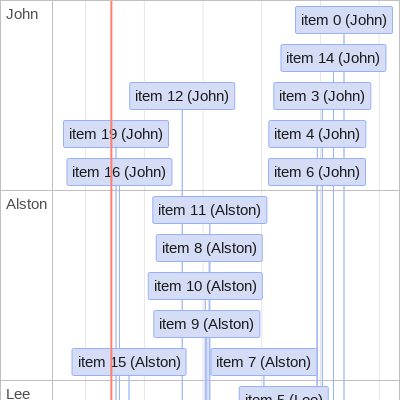 John
item 0 (John)
item 14 (John)
item 12 (John)
item 3 (John)
item 19 (John)
item 4 (John)
item 16 (John)
item 6 (John)
Alston
item 11 (Alston)
item 8 (Alston)
item 10 (Alston)
item 9 (Alston)
item 15 (Alston)
item 7 (Alston)
Lee
item 5 (Lee)